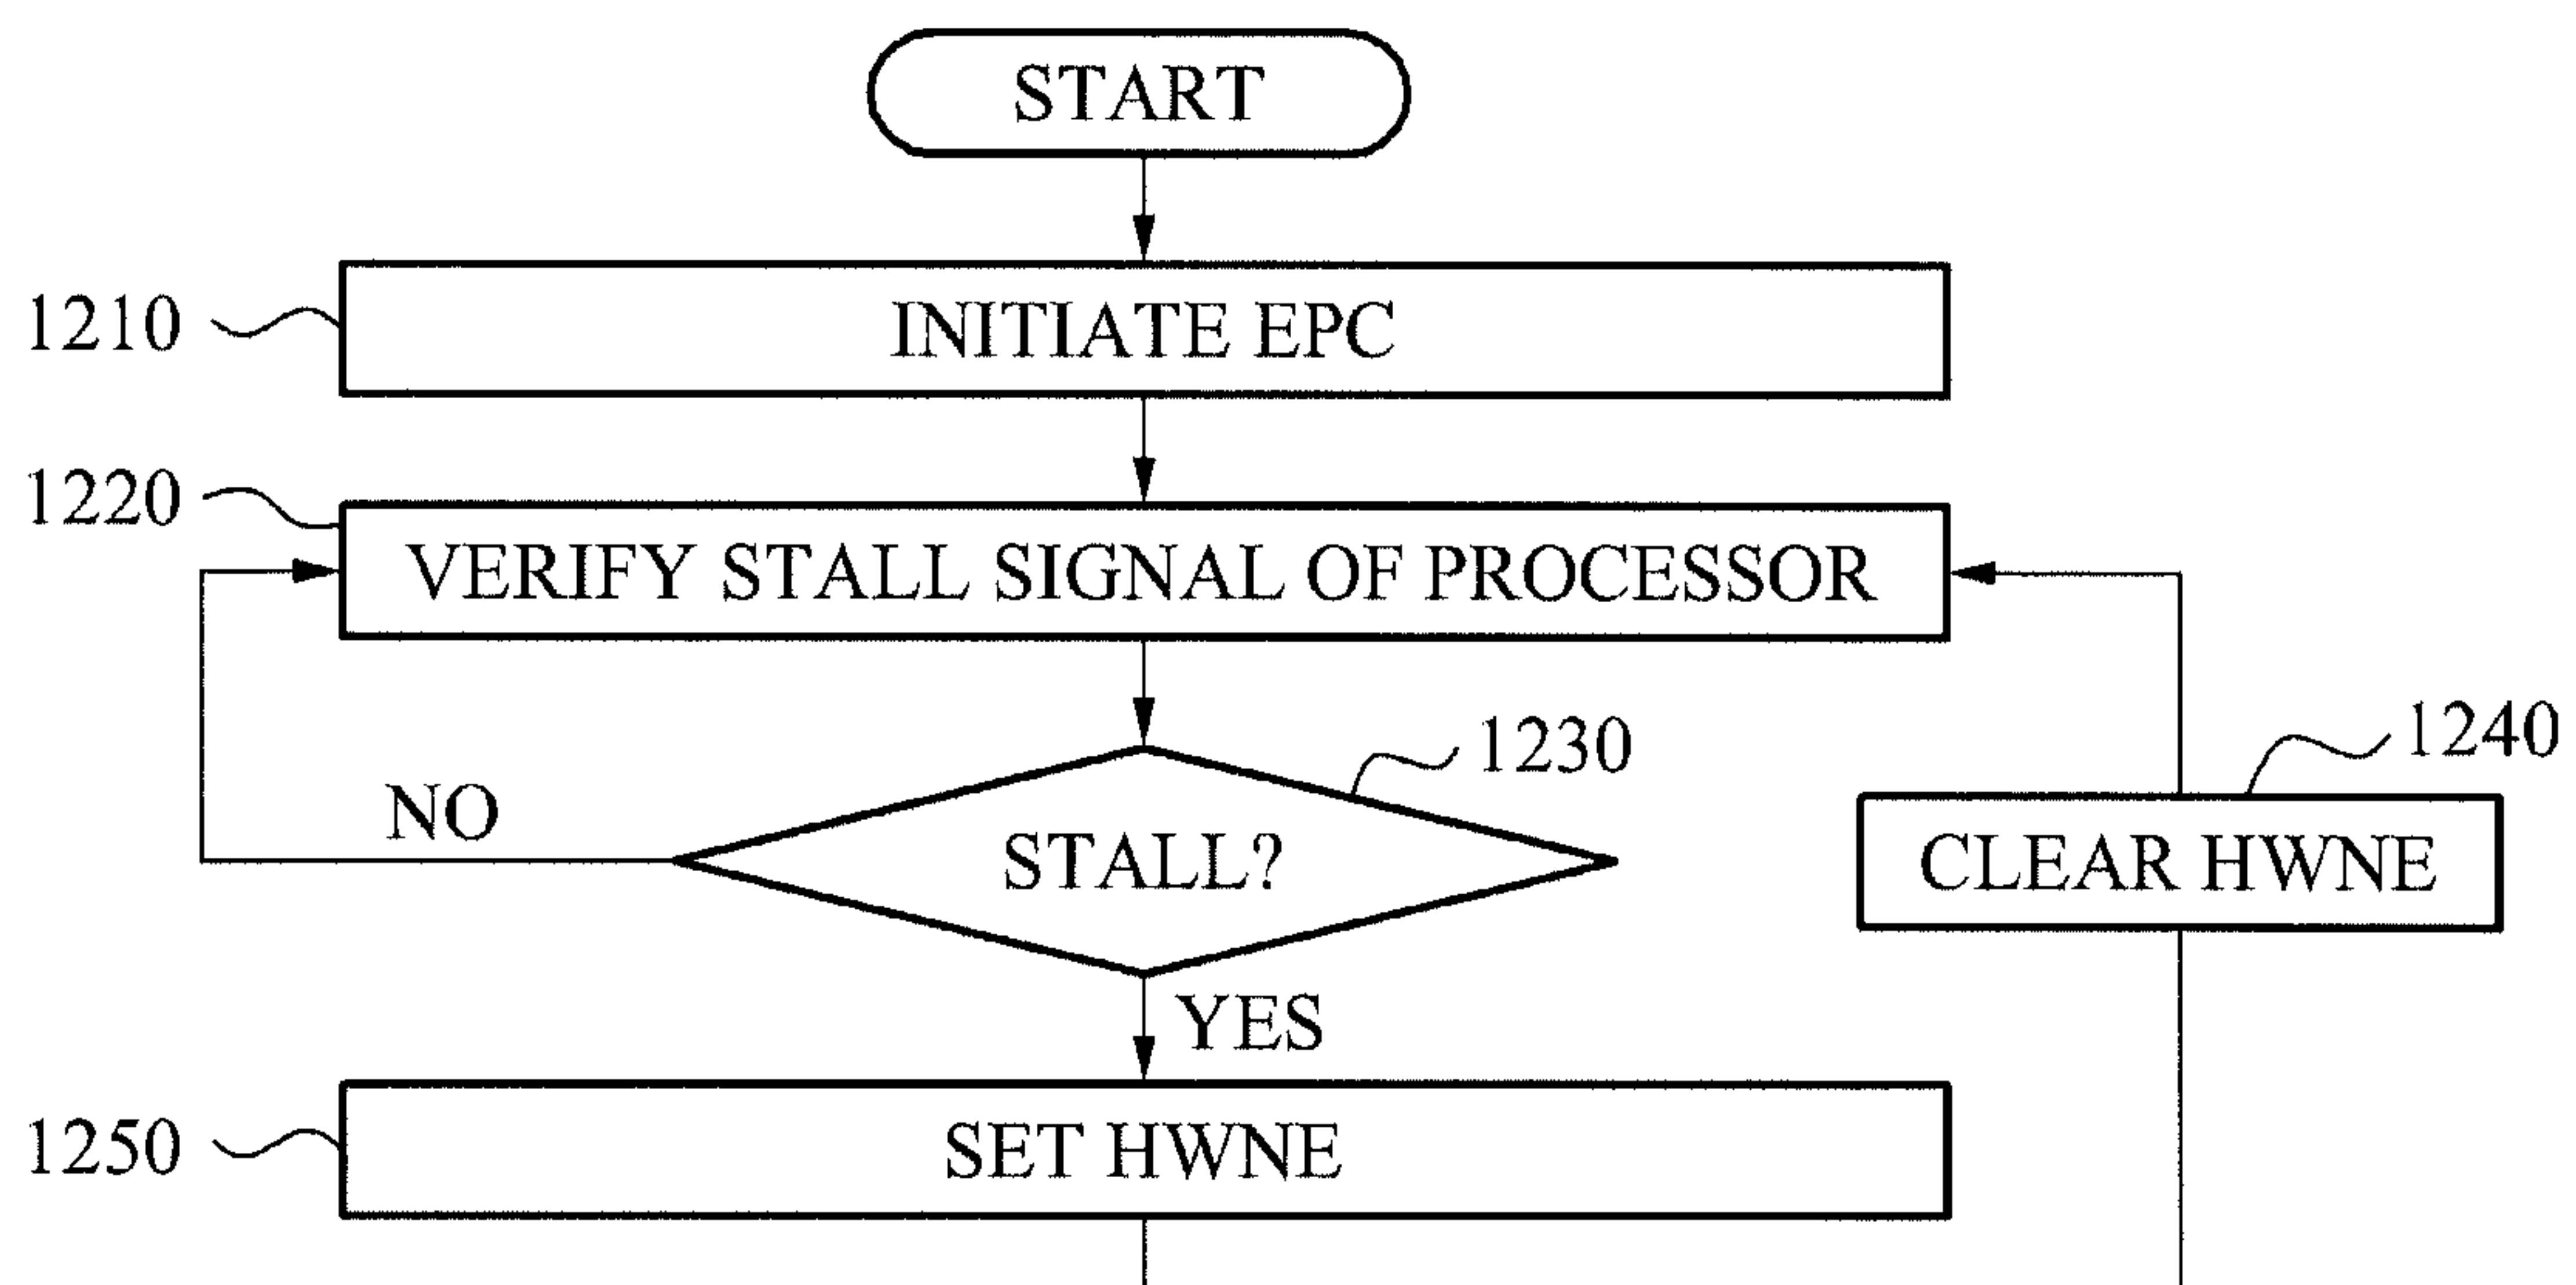 START
1210
INITIATE EPC
1220
VERIFY STALL SIGNAL OF PROCESSOR
1230
1240
NO
STALL?
CLEAR HWNE
YES
1250
SET HWNE